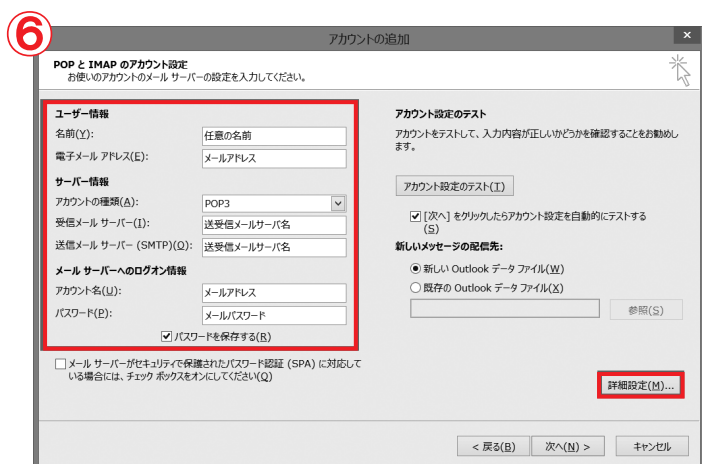 6
アカウントの追加
x
POP と IMAP のアカウント設定
お使いのアカウントのメール サーバーの設定を入力してください。
ユーザー情報
名前(Y):
任意の名前
電子メール アドレス(E):
メールアドレス
サーバー情報
アカウントの種類(A):
POP3
受信メール サーバー(I):
送受信メールサーバ名
送信メール サーバー (SMTP)(O):
送受信メールサーバ名
メール サーバーへのログオン情報
アカウント名(U):
メールアドレス
パスワード(P):
メールパスワード
パスワードを保存する(R)
メール サーバーがセキュリティで保護されたパスワード認証 (SPA) に対応して
いる場合には、チェック ボックスをオンにしてください(Q)
アカウント設定のテスト
アカウントをテストして、入力内容が正しいかどうかを確認することをお勧めし
ます。
アカウント設定のテスト(T)
[次へ] をクリックしたらアカウント設定を自動的にテストする
(S)
新しいメッセージの配信先:
新しい Outlook データ ファイル(W)
既存の Outlook データ ファイル(X)
参照(S)
詳細設定(M)...
< 戻る(B)
次へ(N) >
キャンセル